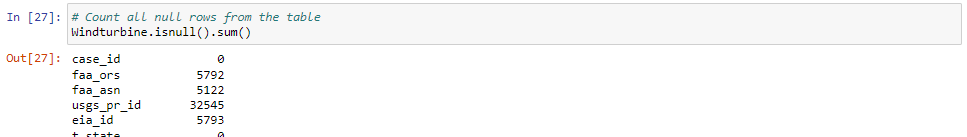 In [27]: # Count all null rows from the table
Windturbine.isnull().sum()
Out[27]: case_id 0
faa_ors 5792
faa_asn 5122
usgs_pr_id 32545
eia_id 5793
t_state 0